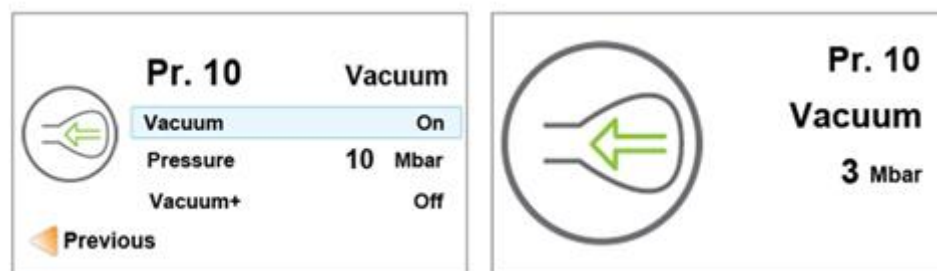 Pr. 10 Vacuum
Vacuum On
Pressure 10 Mbar
Vacuum+ Off
Previous
Pr. 10
Vacuum
3 Mbar